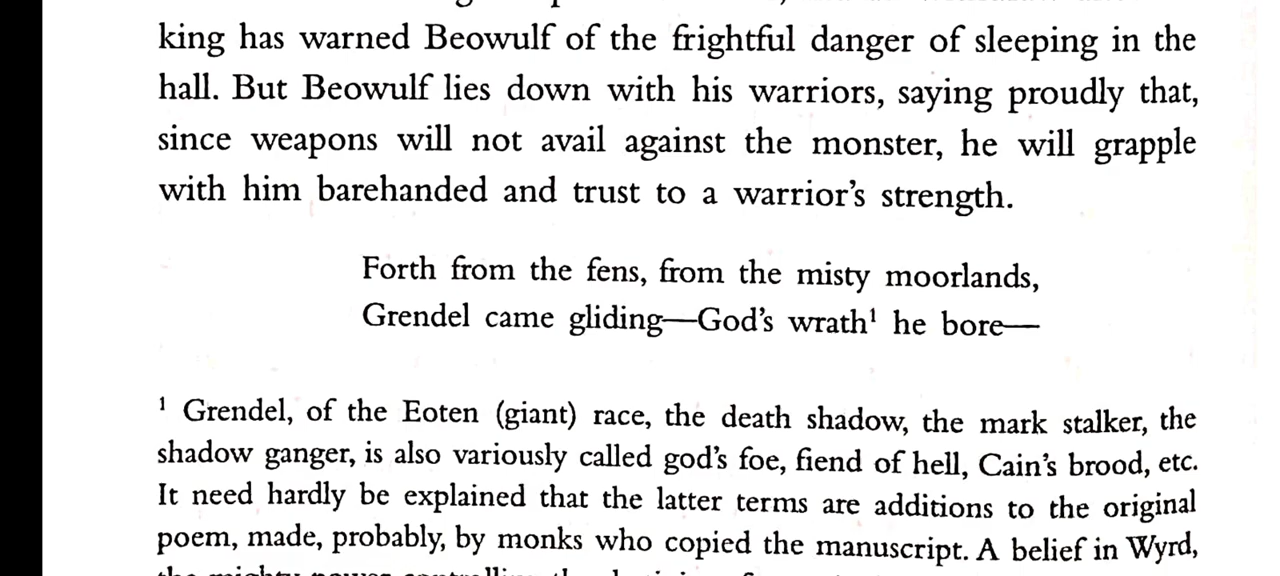 king has warned Beowulf of the frightful danger of sleeping in the
hall. But Beowulf lies down with his warriors, saying proudly that,
since weapons will not avail against the monster, he will grapple
with him barehanded and trust to a warrior's strength.
Forth from the fens, from the misty moorlands,
Grendel came gliding—God's wrath¹ he bore—
¹ Grendel, of the Eoten (giant) race, the death shadow, the mark stalker, the
shadow ganger, is also variously called god's foe, fiend of hell, Cain's brood, etc.
It need hardly be explained that the latter terms are additions to the original
poem, made, probably, by monks who copied the manuscript. A belief in Wyrd,